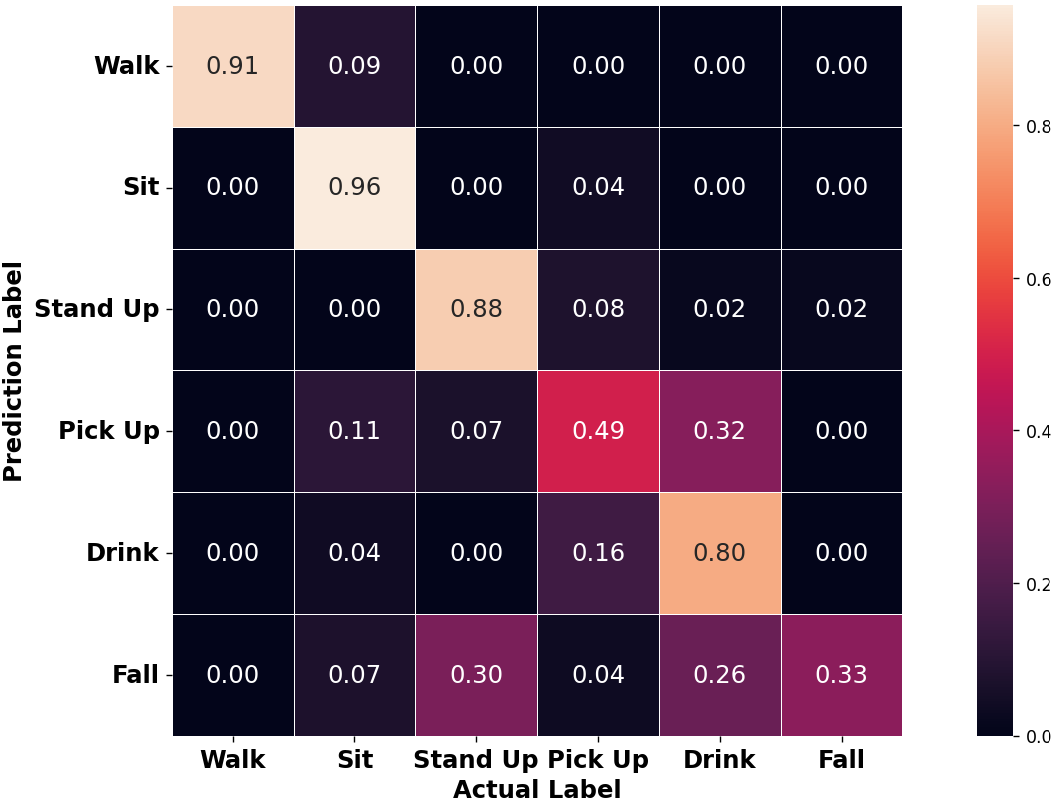 Prediction Label
Walk 0.91 0.09 0.00 0.00 0.00 0.00
Sit 0.00 0.96 0.00 0.04 0.00 0.00
Stand Up 0.00 0.00 0.88 0.08 0.02 0.02
Pick Up 0.00 0.11 0.07 0.49 0.32 0.00
Drink 0.00 0.04 0.00 0.16 0.80 0.00
Fall 0.00 0.07 0.30 0.04 0.26 0.33
Walk Sit Stand Up Pick Up Drink Fall
Actual Label
0.8
0.6
0.4
0.2
0.0